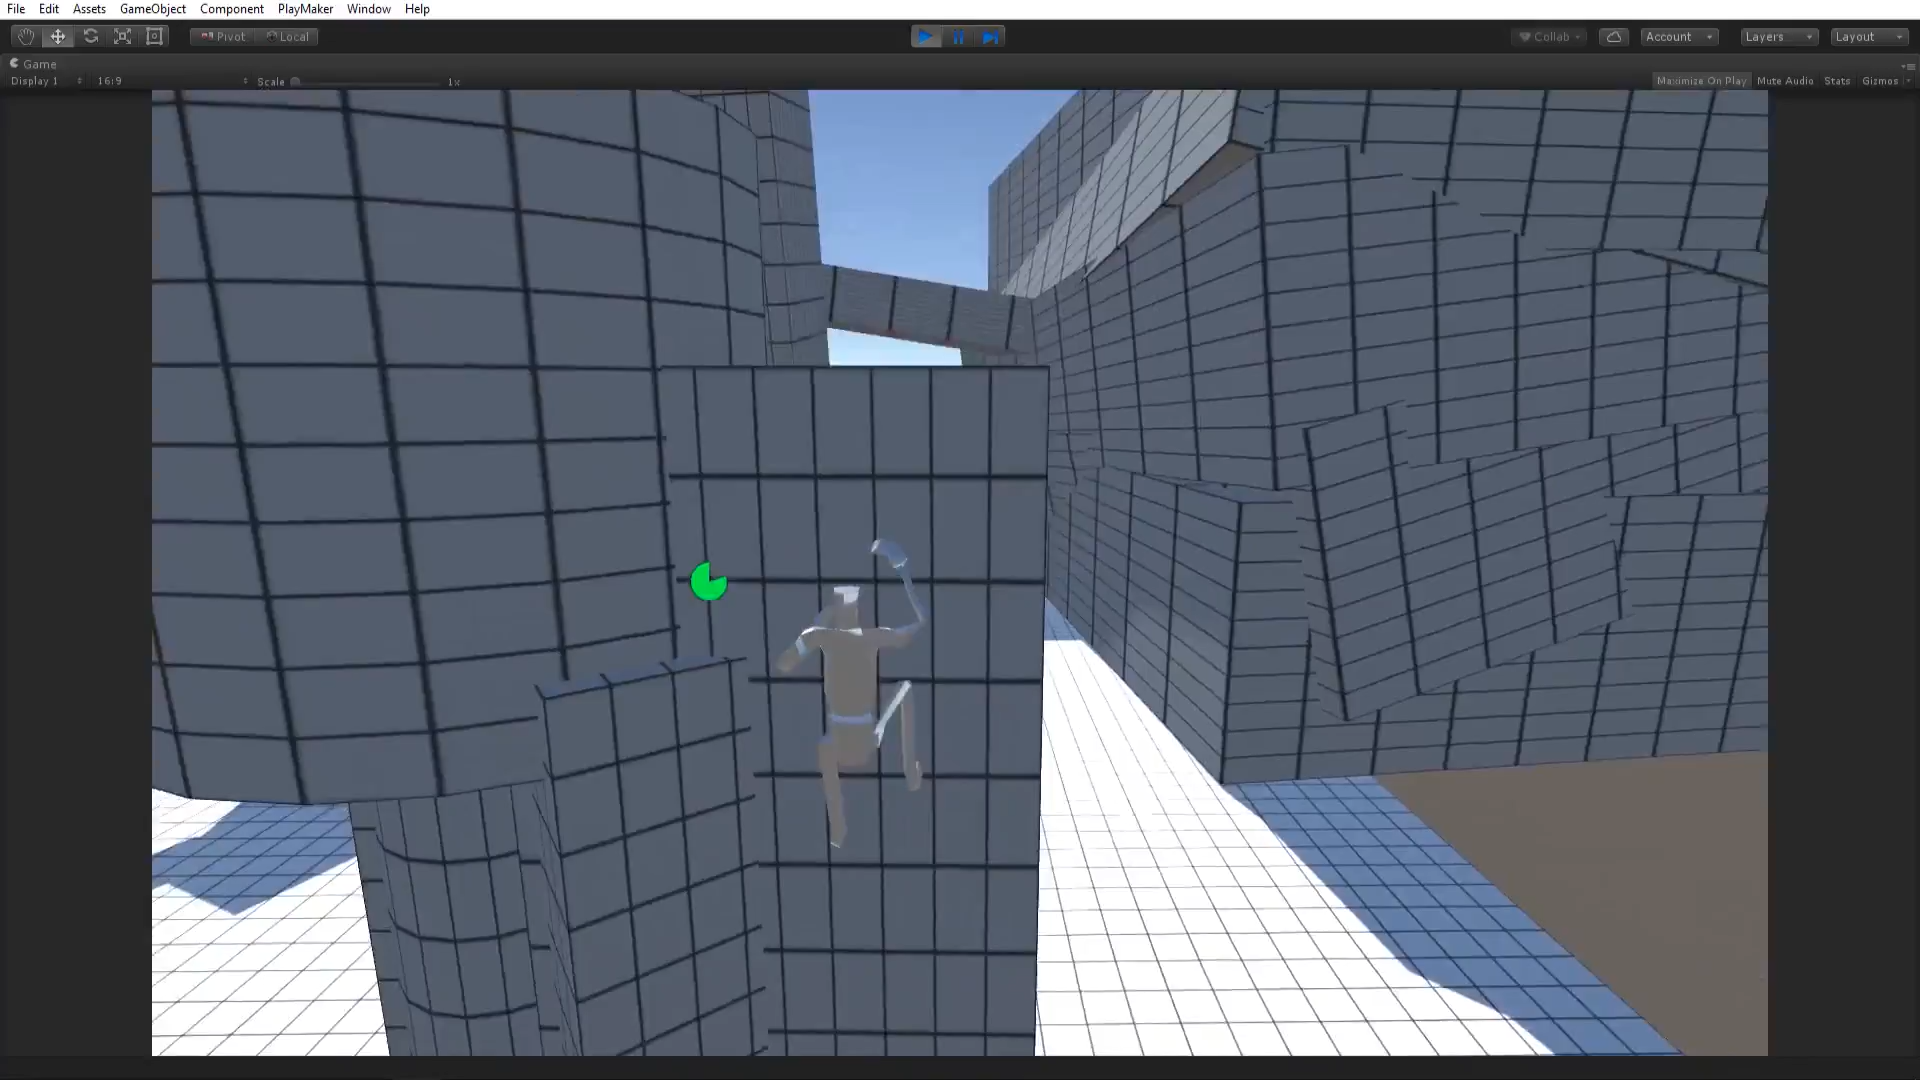 File Edit Assets GameObject Component PlayMaker Window Help
Pivot Local Collab Account Layers Layout
Game
Display 1 16:9 Scale 1x Maximize On Play Mute Audio Stats Gizmos